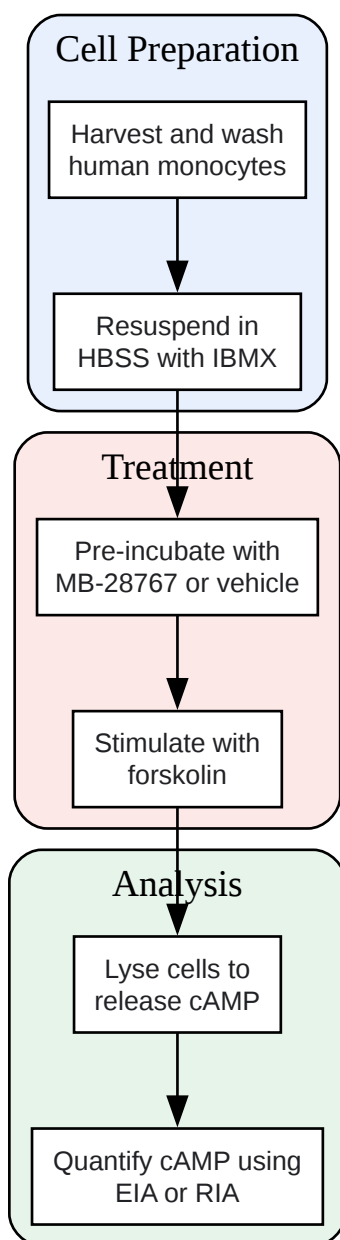 Cell Preparation
Harvest and wash
human monocytes
Resuspend in
HBSS with IBMX
Treatment
Pre-incubate with
MB-28767 or vehicle
Stimulate with
forskolin
Analysis
Lyse cells to
release cAMP
Quantify cAMP using
EIA or RIA